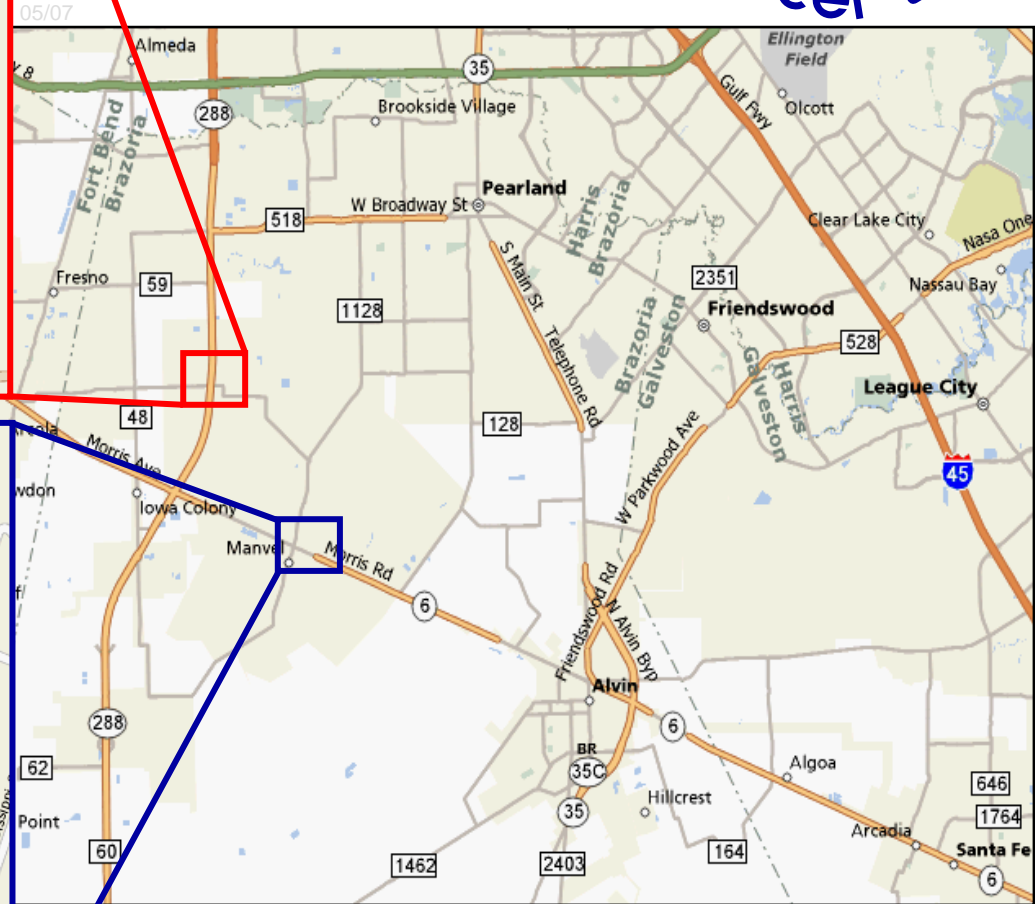 05/07
Almeda
Ellington
Field
35
Olcott
Gulf Fwy
288
Brookside Village
Fort Bend
Brazoria
Pearland
W Broadway St
518
Harris
Brazoria
Clear Lake City
Nasa One
S Main St
Fresno
59
2351
Nassau Bay
1128
Friendswood
Telephone Rd
Brazoria
Galveston
528
Harris
Galveston
League City
48
128
Morris Ave
W Parkwood Ave
45
Iowa Colony
Manvel
Morris Rd
6
Friendswood Rd
N Alvin Byp
Alvin
288
6
BR
35C
62
Algoa
35
Hillcrest
646
1764
Point
Arcadia
60
164
Santa Fe
1462
2403
6